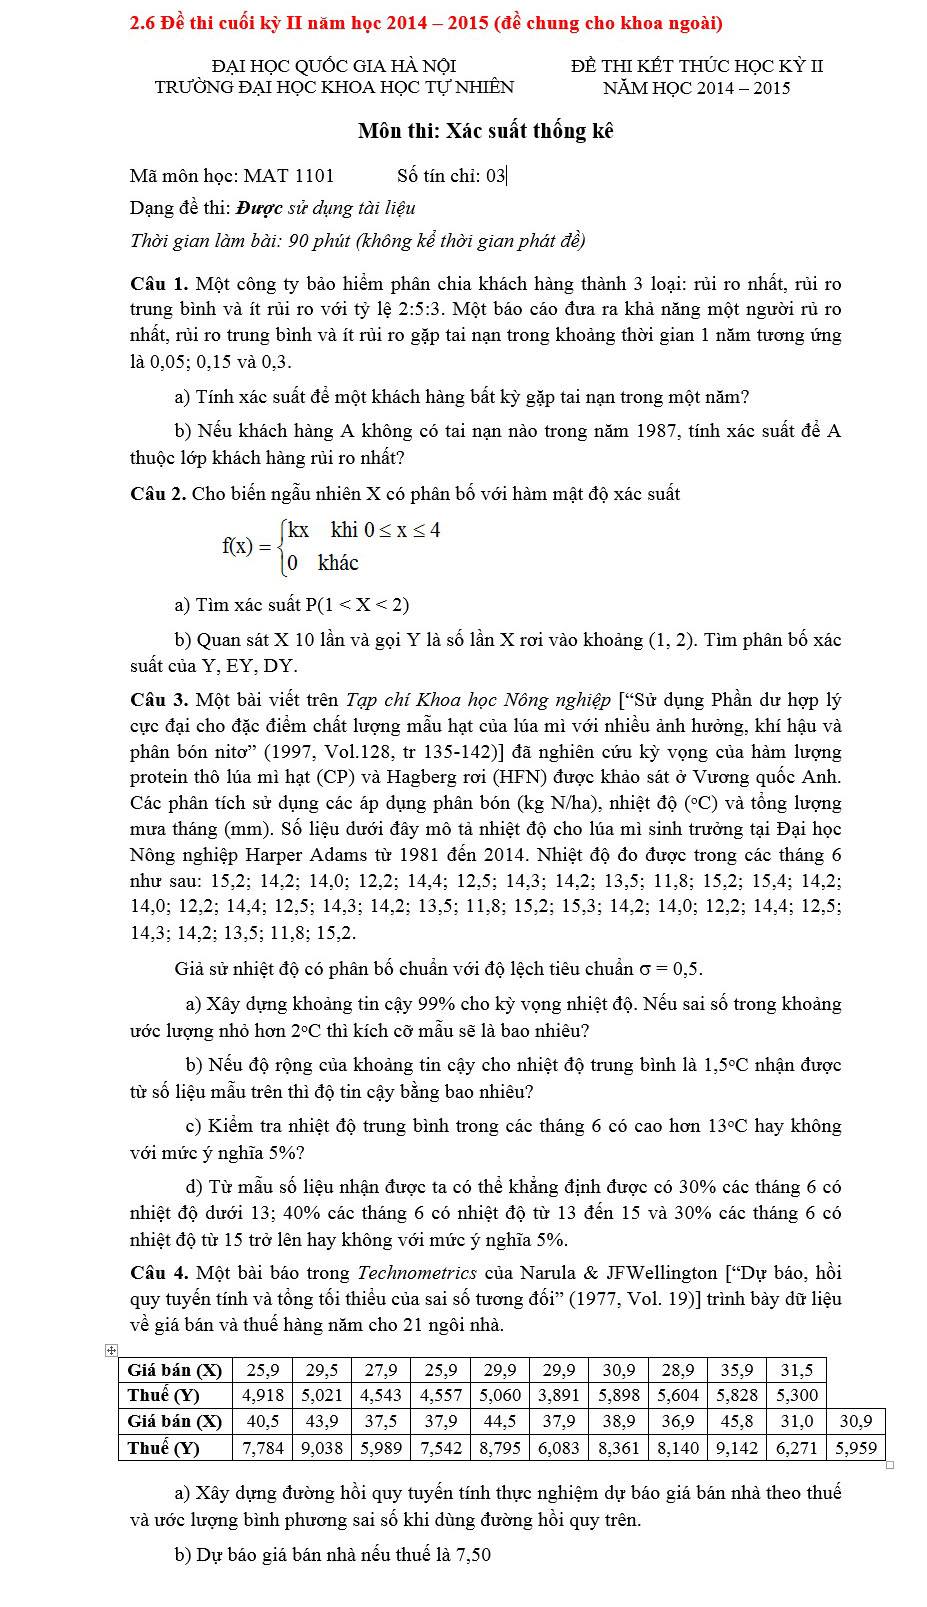 2.6 Đề thi cuối kỳ II năm học 2014 – 2015 (đề chung cho khoa ngoài)
ĐẠI HỌC QUỐC GIA HÀ NỘI ĐỀ THI KẾT THÚC HỌC KỲ II
TRƯỜNG ĐẠI HỌC KHOA HỌC TỰ NHIÊN NĂM HỌC 2014 – 2015
Môn thi: Xác suất thống kê
Mã môn học: MAT 1101 Số tín chỉ: 03
Dạng đề thi: Được sử dụng tài liệu
Thời gian làm bài: 90 phút (không kể thời gian phát đề)
Câu 1. Một công ty bảo hiểm phân chia khách hàng thành 3 loại: rủi ro nhất, rủi ro
trung bình và ít rủi ro với tỷ lệ 2:5:3. Một báo cáo đưa ra khả năng một người rủ ro
nhất, rủi ro trung bình và ít rủi ro gặp tai nạn trong khoảng thời gian 1 năm tương ứng
là 0,05; 0,15 và 0,3.
a) Tính xác suất để một khách hàng bất kỳ gặp tai nạn trong một năm?
b) Nếu khách hàng A không có tai nạn nào trong năm 1987, tính xác suất để A
thuộc lớp khách hàng rủi ro nhất?
Câu 2. Cho biến ngẫu nhiên X có phân bố với hàm mật độ xác suất
f(x) = { kx khi 0 ≤ x ≤ 4
0 khác
a) Tìm xác suất P(1 < X < 2)
b) Quan sát X 10 lần và gọi Y là số lần X rơi vào khoảng (1, 2). Tìm phân bố xác
suất của Y, EY, DY.
Câu 3. Một bài viết trên Tạp chí Khoa học Nông nghiệp [“Sử dụng Phần dư hợp lý
cực đại cho đặc điểm chất lượng mẫu hạt của lúa mì với nhiều ảnh hưởng, khí hậu và
phân bón nitơ” (1997, Vol.128, tr 135-142)] đã nghiên cứu kỳ vọng của hàm lượng
protein thô lúa mì hạt (CP) và Hagberg rơi (HFN) được khảo sát ở Vương quốc Anh.
Các phân tích sử dụng các áp dụng phân bón (kg N/ha), nhiệt độ (°C) và tổng lượng
mưa tháng (mm). Số liệu dưới đây mô tả nhiệt độ cho lúa mì sinh trưởng tại Đại học
Nông nghiệp Harper Adams từ 1981 đến 2014. Nhiệt độ đo được trong các tháng 6
như sau: 15,2; 14,2; 14,0; 12,2; 14,4; 12,5; 14,3; 14,2; 13,5; 11,8; 15,2; 15,4; 14,2;
14,0; 12,2; 14,4; 12,5; 14,3; 14,2; 13,5; 11,8; 15,2; 15,3; 14,2; 14,0; 12,2; 14,4; 12,5;
14,3; 14,2; 13,5; 11,8; 15,2.
Giả sử nhiệt độ có phân bố chuẩn với độ lệch tiêu chuẩn σ = 0,5.
a) Xây dựng khoảng tin cậy 99% cho kỳ vọng nhiệt độ. Nếu sai số trong khoảng
ước lượng nhỏ hơn 2°C thì kích cỡ mẫu sẽ là bao nhiêu?
b) Nếu độ rộng của khoảng tin cậy cho nhiệt độ trung bình là 1,5°C nhận được
từ số liệu mẫu trên thì độ tin cậy bằng bao nhiêu?
c) Kiểm tra nhiệt độ trung bình trong các tháng 6 có cao hơn 13°C hay không
với mức ý nghĩa 5%?
d) Từ mẫu số liệu nhận được ta có thể khẳng định được có 30% các tháng 6 có
nhiệt độ dưới 13; 40% các tháng 6 có nhiệt độ từ 13 đến 15 và 30% các tháng 6 có
nhiệt độ từ 15 trở lên hay không với mức ý nghĩa 5%.
Câu 4. Một bài báo trong Technometrics của Narula & JFWellington [“Dự báo, hồi
quy tuyến tính và tổng tối thiểu của sai số tương đối” (1977, Vol. 19)] trình bày dữ liệu
về giá bán và thuế hàng năm cho 21 ngôi nhà.
Giá bán (X) 25,9 29,5 27,9 25,9 29,9 29,9 30,9 28,9 35,9 31,5
Thuế (Y) 4,918 5,021 4,543 4,557 5,060 3,891 5,898 5,604 5,828 5,300
Giá bán (X) 40,5 43,9 37,5 37,9 44,5 37,9 38,9 36,9 45,8 31,0 30,9
Thuế (Y) 7,784 9,038 5,989 7,542 8,795 6,083 8,361 8,140 9,142 6,271 5,959
a) Xây dựng đường hồi quy tuyến tính thực nghiệm dự báo giá bán nhà theo thuế
và ước lượng bình phương sai số khi dùng đường hồi quy trên.
b) Dự báo giá bán nhà nếu thuế là 7,50